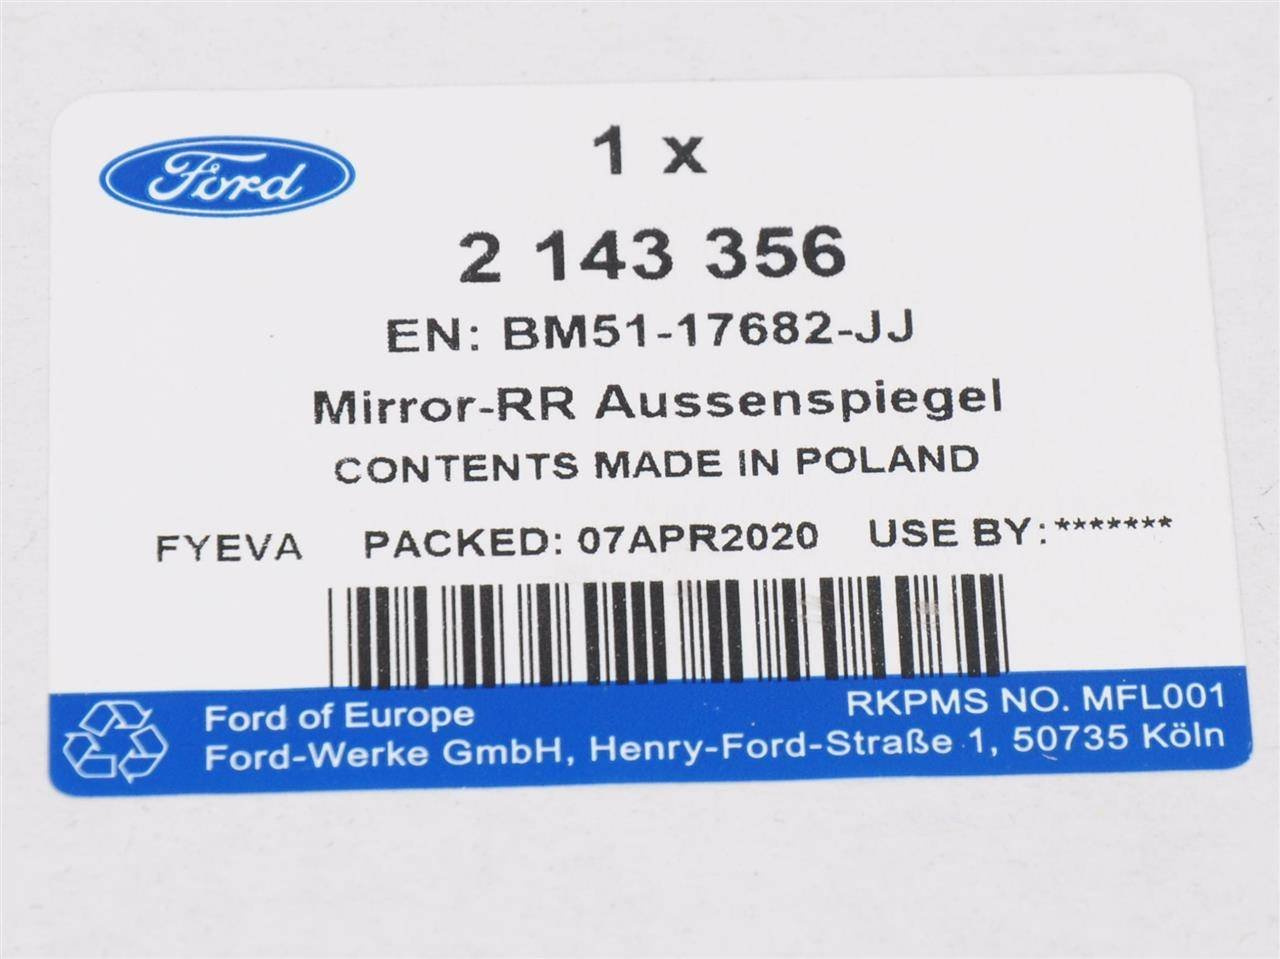 Ford
1 x
2 143 356
EN: BM51-17682-JJ
Mirror-RR Aussenspiegel
CONTENTS MADE IN POLAND
FYEVA PACKED: 07APR2020 USE BY:*******
Ford of Europe RKPMS NO. MFL001
Ford-Werke GmbH, Henry-Ford-Straße 1, 50735 Köln